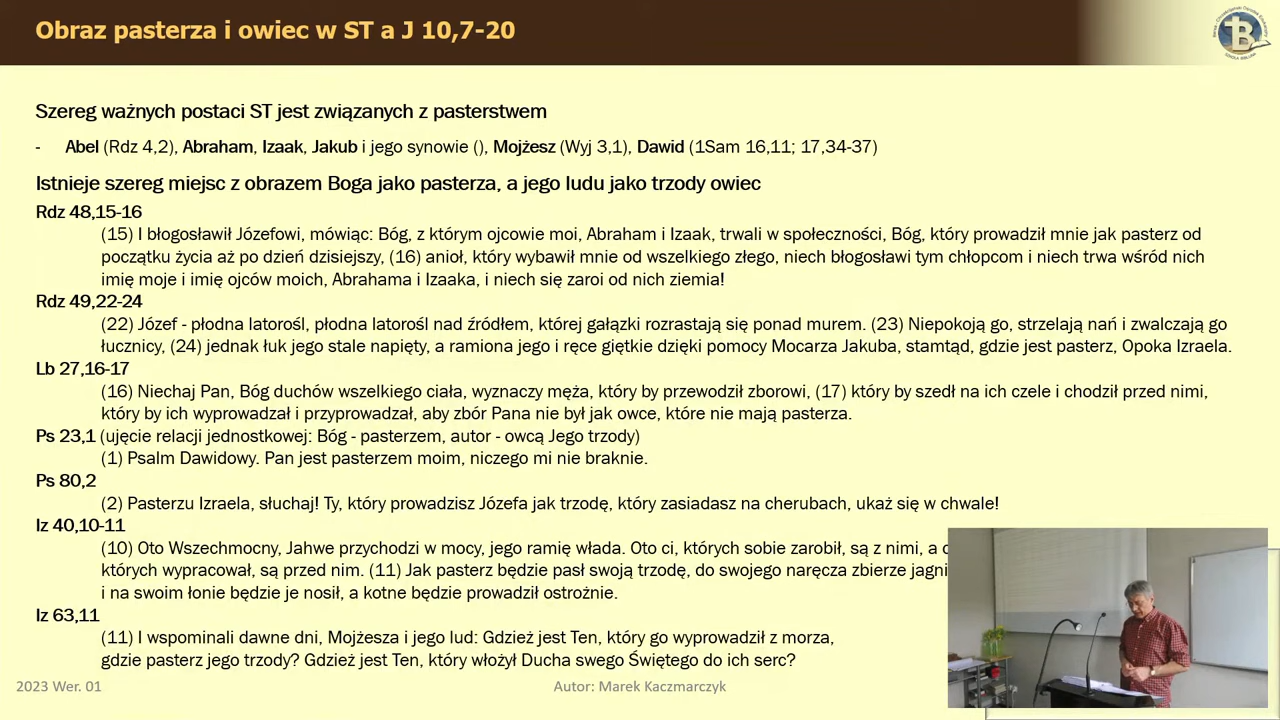 Obraz pasterza i owiec w ST a J 10,7-20
Szereg ważnych postaci ST jest związanych z pasterstwem
- Abel (Rdz 4,2), Abraham, Izaak, Jakub i jego synowie (), Mojżesz (Wyj 3,1), Dawid (1Sam 16,11; 17,34-37)
Istnieje szereg miejsc z obrazem Boga jako pasterza, a jego ludu jako trzody owiec
Rdz 48,15-16
(15) I błogosławił Józefowi, mówiąc: Bóg, z którym ojcowie moi, Abraham i Izaak, trwali w społeczności, Bóg, który prowadził mnie jak pasterz od
początku życia aż po dzień dzisiejszy, (16) anioł, który wybawił mnie od wszelkiego złego, niech błogosławi tym chłopcom i niech trwa wśród nich
imię moje i imię ojców moich, Abrahama i Izaaka, i niech się zaroi od nich ziemia!
Rdz 49,22-24
(22) Józef - płodna latorośl, płodna latorośl nad źródłem, której gałązki rozrastają się ponad murem. (23) Niepokoją go, strzelają nań i zwalczają go
łucznicy, (24) jednak łuk jego stale napięty, a ramiona jego i ręce giętkie dzięki pomocy Mocarza Jakuba, stamtąd, gdzie jest pasterz, Opoka Izraela.
Lb 27,16-17
(16) Niechaj Pan, Bóg duchów wszelkiego ciała, wyznaczy męża, który by przewodził zborowi, (17) który by szedł na ich czele i chodził przed nimi,
który by ich wyprowadzał i przyprowadzał, aby zbór Pana nie był jak owce, które nie mają pasterza.
Ps 23,1 (ujęcie relacji jednostkowej: Bóg - pasterzem, autor - owcą Jego trzody)
(1) Psalm Dawidowy. Pan jest pasterzem moim, niczego mi nie braknie.
Ps 80,2
(2) Pasterzu Izraela, słuchaj! Ty, który prowadzisz Józefa jak trzodę, który zasiadasz na cherubach, ukaż się w chwale!
Iz 40,10-11
(10) Oto Wszechmocny, Jahwe przychodzi w mocy, jego ramię włada. Oto ci, których sobie zarobił, są z nimi, a
których wypracował, są przed nim. (11) Jak pasterz będzie pasł swoją trzodę, do swojego naręcza zbierze jagni
i na swoim łonie będzie je nosił, a kotne będzie prowadził ostrożnie.
Iz 63,11
(11) I wspominali dawne dni, Mojżesza i jego lud: Gdzież jest Ten, który go wyprowadził z morza,
gdzie pasterz jego trzody? Gdzież jest Ten, który włożył Ducha swego Świętego do ich serc?
2023 Wer. 01
Autor: Marek Kaczmarczyk